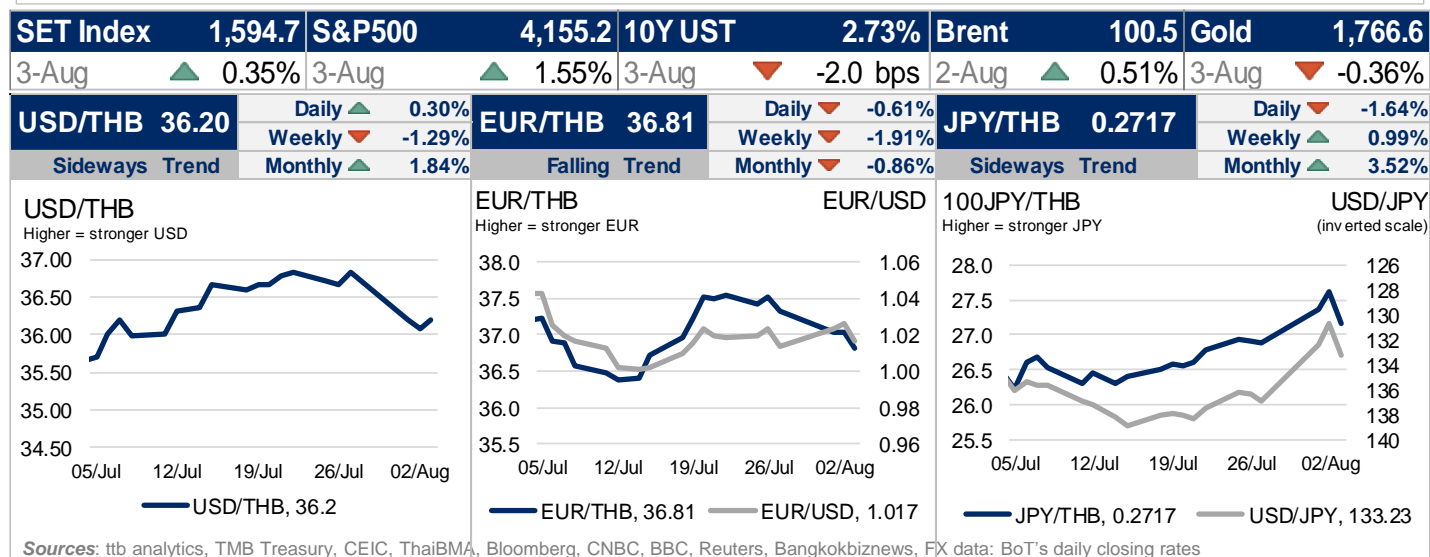 SET Index 1,594.7 S&P500 4,155.2 10Y UST 2.73% Brent 100.5 Gold 1,766.6
3-Aug 0.35% 3-Aug 1.55% 3-Aug -2.0 bps 2-Aug 0.51% 3-Aug -0.36%
USD/THB 36.20
Sideways Trend
Daily 0.30%
Weekly -1.29%
Monthly 1.84%
EUR/THB 36.81
Falling Trend
Daily -0.61%
Weekly -1.91%
Monthly -0.86%
JPY/THB 0.2717
Sideways Trend
Daily -1.64%
Weekly 0.99%
Monthly 3.52%
USD/THB
Higher = stronger USD
37.00
36.50
36.00
35.50
35.00
34.50
05/Jul 12/Jul 19/Jul 26/Jul 02/Aug
USD/THB, 36.2
EUR/THB EUR/USD
Higher = stronger EUR
38.0 1.06
37.5 1.04
37.0 1.02
36.5 1.00
36.0 0.98
35.5 0.96
05/Jul 12/Jul 19/Jul 26/Jul 02/Aug
EUR/THB, 36.81 EUR/USD, 1.017
100JPY/THB USD/JPY
Higher = stronger JPY (inverted scale)
28.0
27.5
27.0
26.5
26.0
25.5
126
128
130
132
134
136
138
140
05/Jul 12/Jul 19/Jul 26/Jul 02/Aug
JPY/THB, 0.2717 USD/JPY, 133.23
Sources: ttb analytics, TMB Treasury, CEIC, ThaiBMA, Bloomberg, CNBC, BBC, Reuters, Bangkokbiznews, FX data: BoT's daily closing rates